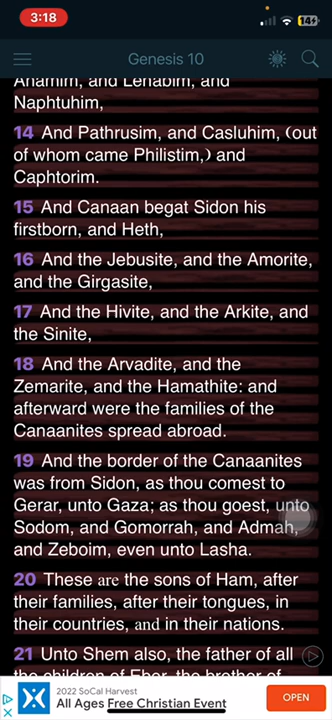 3:18
14
Genesis 10
Anamim, and Lehabim, and
Naphtuhim,
14 And Pathrusim, and Casluhim, (out
of whom came Philistim,) and
Caphtorim.
15 And Canaan begat Sidon his
firstborn, and Heth,
16 And the Jebusite, and the Amorite,
and the Girgasite,
17 And the Hivite, and the Arkite, and
the Sinite,
18 And the Arvadite, and the
Zemarite, and the Hamathite: and
afterward were the families of the
Canaanites spread abroad.
19 And the border of the Canaanites
was from Sidon, as thou comest to
Gerar, unto Gaza; as thou goest, unto
Sodom, and Gomorrah, and Admah,
and Zeboim, even unto Lasha.
20 These are the sons of Ham, after
their families, after their tongues, in
their countries, and in their nations.
21 Unto Shem also, the father of all
the children of Eber, the brother of
2022 SoCal Harvest
All Ages Free Christian Event
OPEN